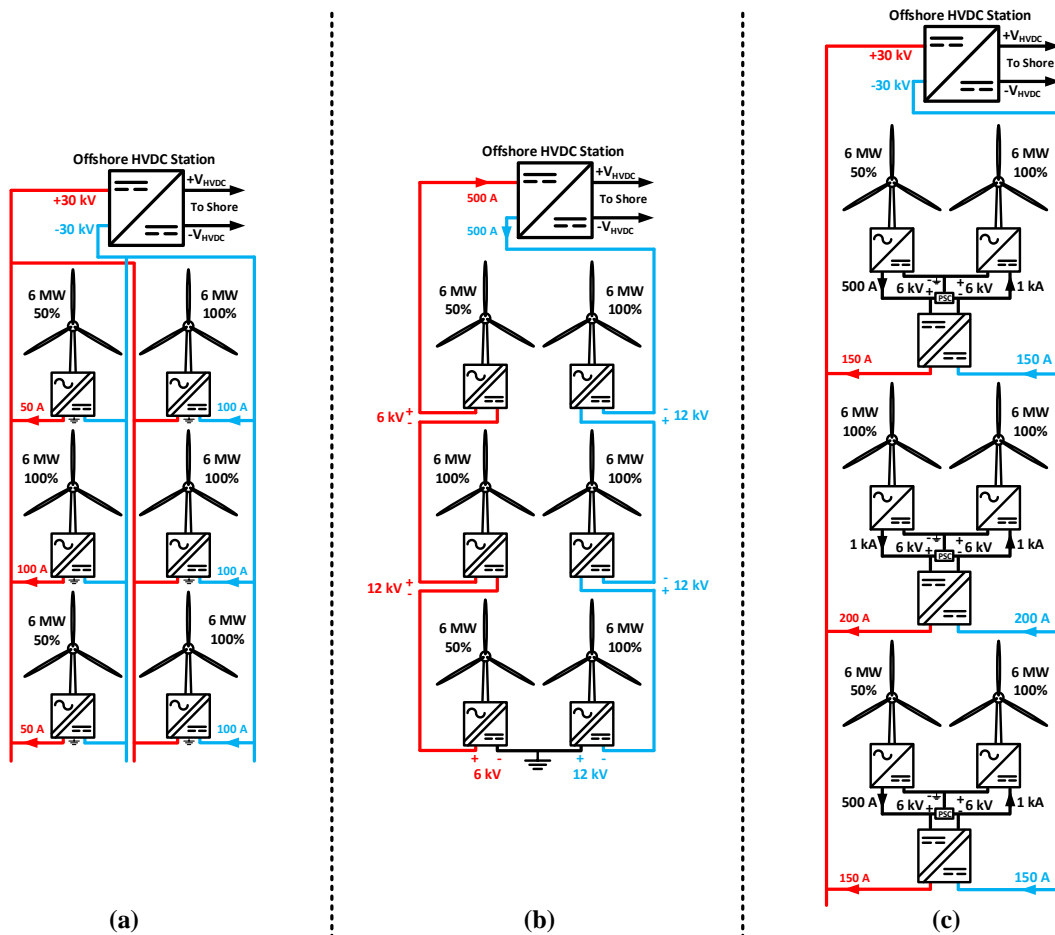 Offshore HVDC Station
+30 kV
-30 kV
+VHVDC
To Shore
-VHVDC
6 MW
50%
6 MW
100%
50 A
100 A
6 MW
100%
6 MW
100%
100 A
100 A
6 MW
50%
6 MW
100%
50 A
100 A
(a)
Offshore HVDC Station
500 A
500 A
+VHVDC
To Shore
-VHVDC
6 MW
50%
6 MW
100%
6 kV
+
-
-
+
12 kV
6 MW
100%
6 MW
100%
12 kV
+
-
-
+
12 kV
6 MW
50%
6 MW
100%
+ -
6 kV
+ -
12 kV
(b)
Offshore HVDC Station
+30 kV
-30 kV
+VHVDC
To Shore
-VHVDC
6 MW
50%
6 MW
100%
500 A
- +
6 kV + PSC - 6 kV
1 kA
150 A
150 A
6 MW
100%
6 MW
100%
1 kA
- +
6 kV + PSC - 6 kV
1 kA
200 A
200 A
6 MW
50%
6 MW
100%
500 A
- +
6 kV + PSC - 6 kV
1 kA
150 A
150 A
(c)